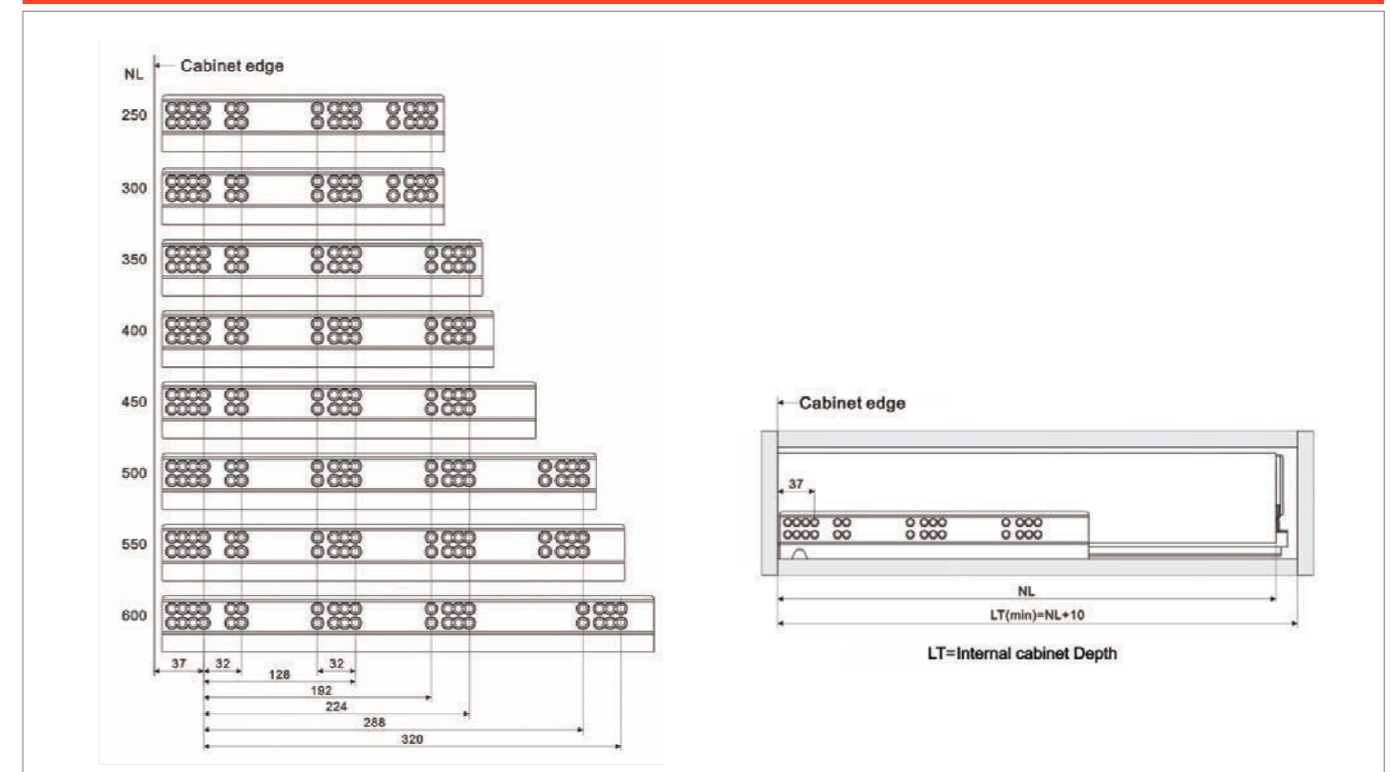 NL
Cabinet edge
250
300
350
400
450
500
550
600
37
32
32
128
192
224
288
320
Cabinet edge
37
NL
LT(min)=NL+10
LT=Internal cabinet Depth